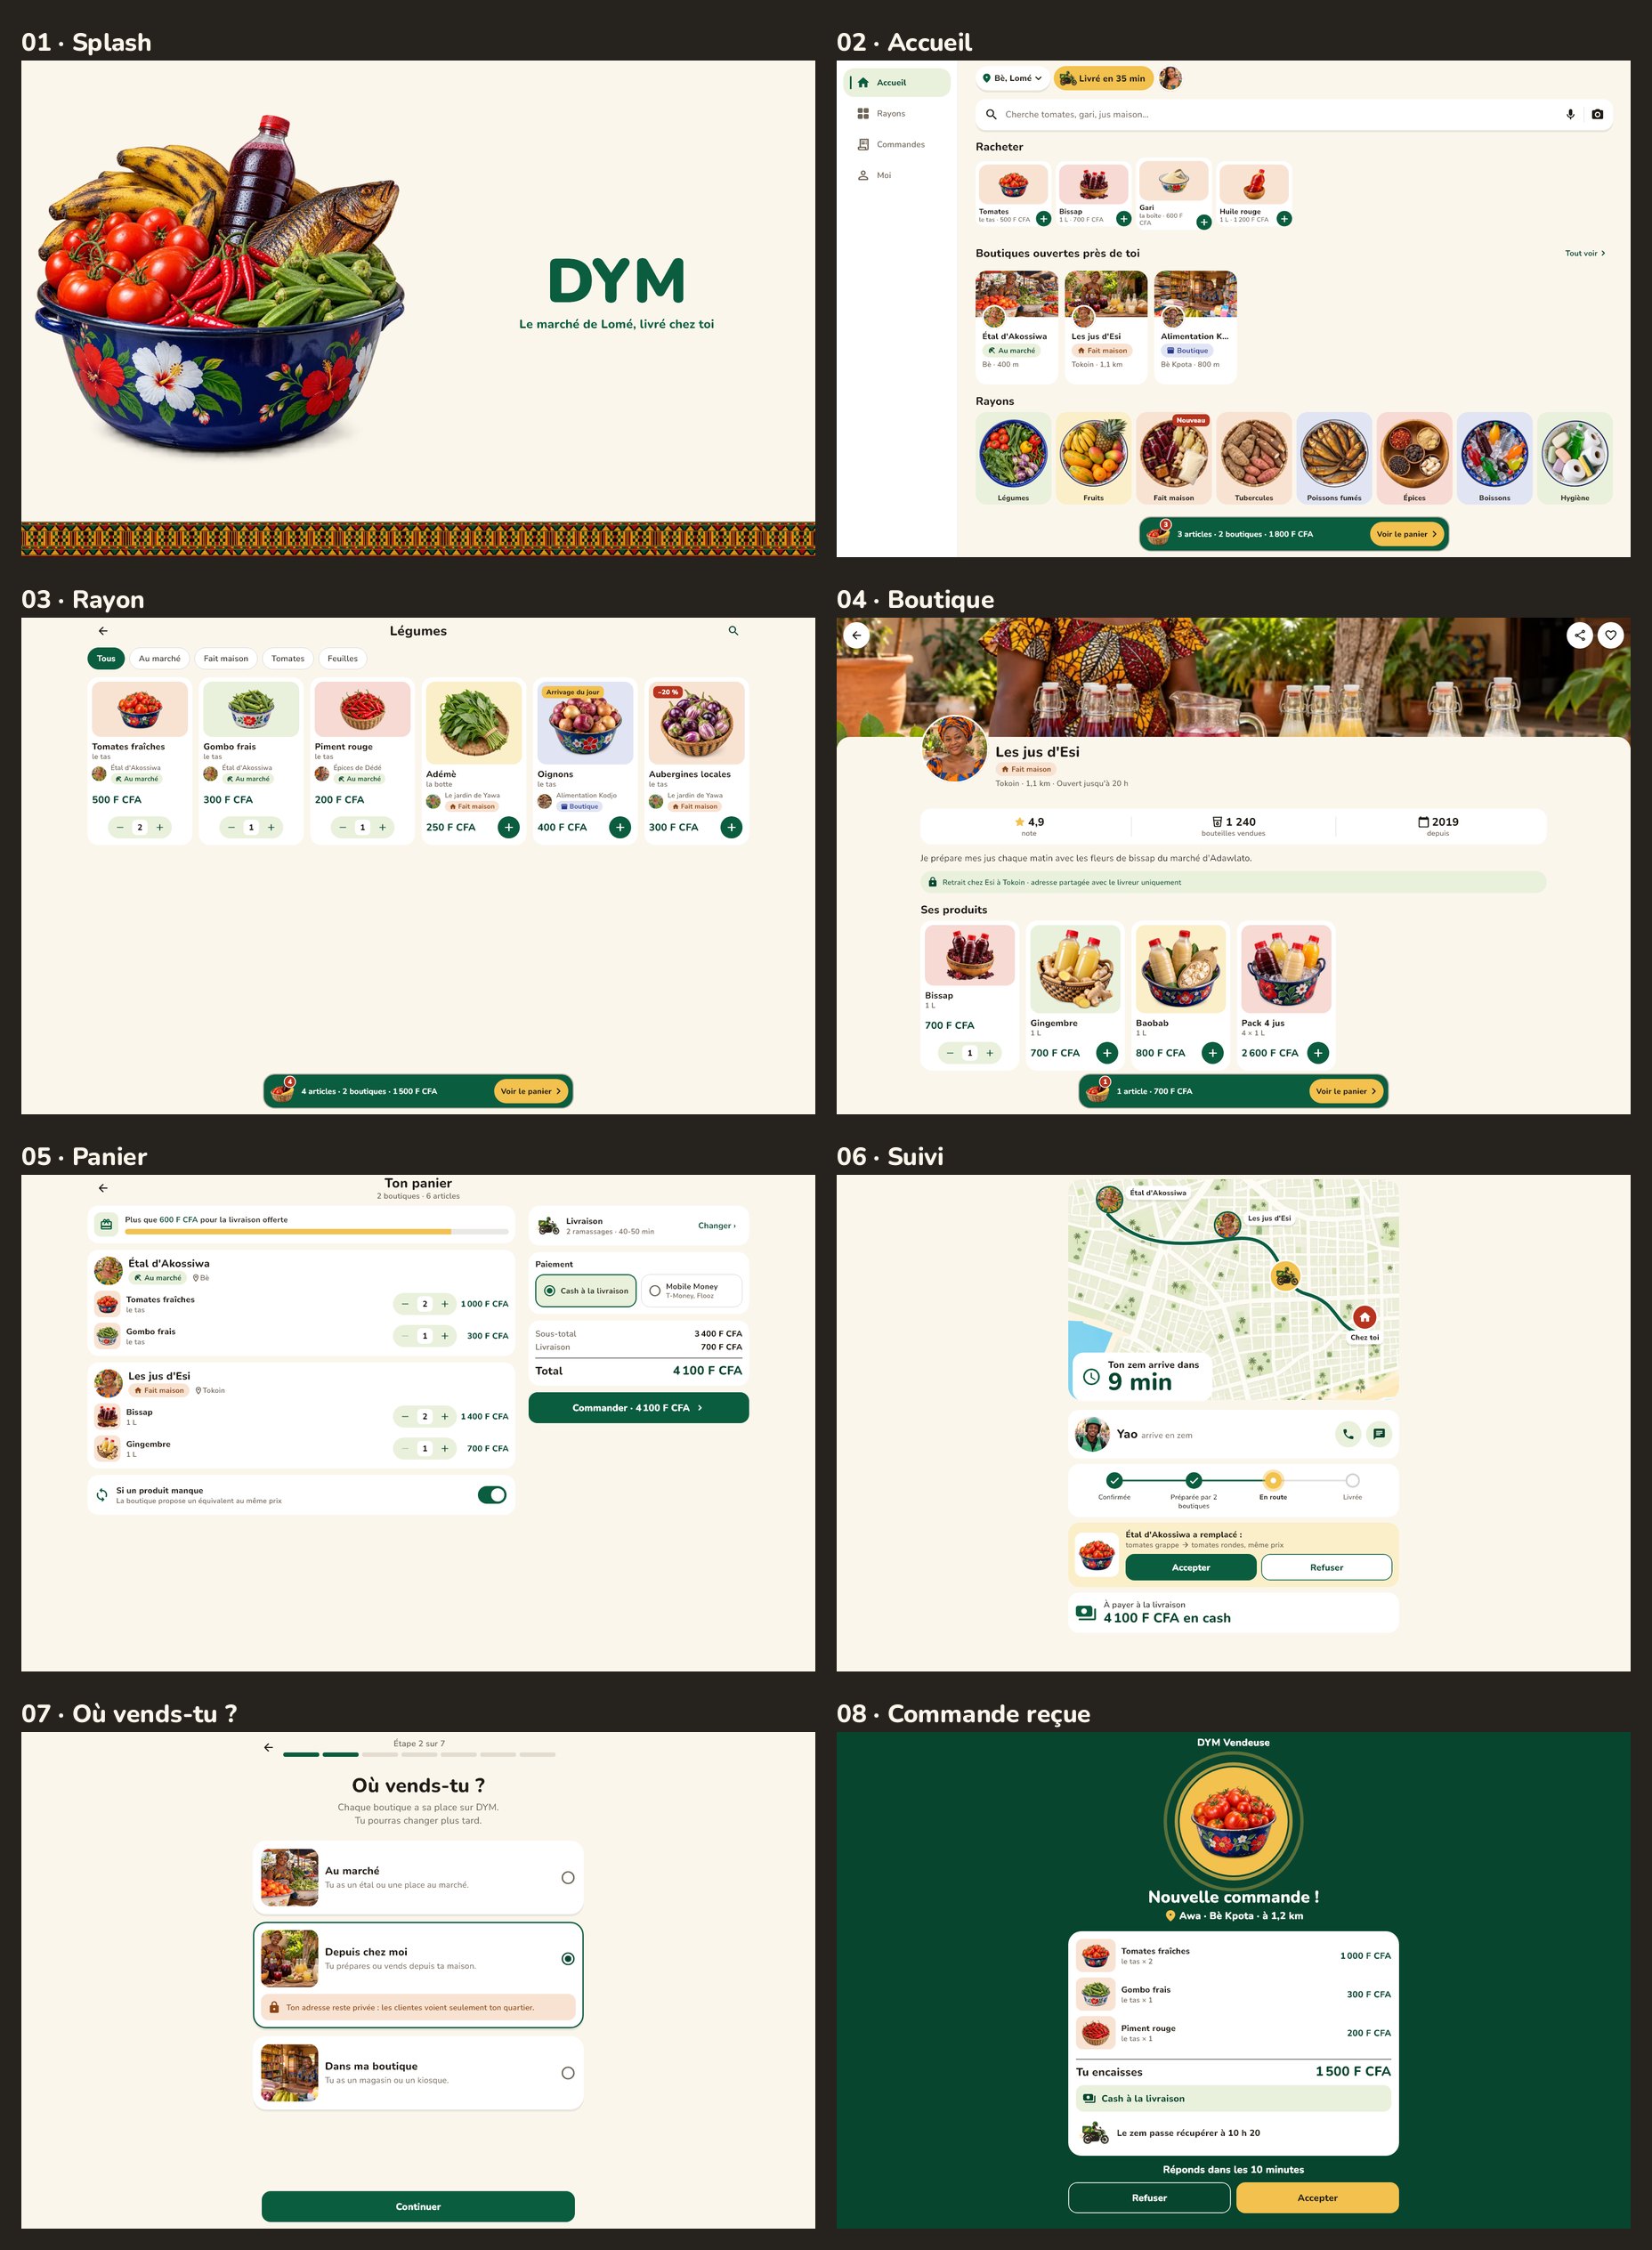 01 · Splash
DYM
Le marché de Lomé, livré chez toi
02 · Accueil
Accueil
Rayons
Commandes
Moi
Bè, Lomé
Livré en 35 min
Cherche tomates, gari, jus maison...
Racheter
Tomates
le tas · 500 F CFA
Bissap
1 L · 700 F CFA
Gari
la boîte · 600 F
CFA
Huile rouge
1 L · 1 200 F CFA
Boutiques ouvertes près de toi
Tout voir
Étal d'Akossiwa
Au marché
Bè · 400 m
Les jus d'Esi
Fait maison
Tokoin · 1,1 km
Alimentation K...
Boutique
Bè Kpota · 800 m
Rayons
Nouveau
Légumes
Fruits
Fait maison
Tubercules
Poissons fumés
Épices
Boissons
Hygiène
3
3 articles · 2 boutiques · 1 800 F CFA
Voir le panier
03 · Rayon
Légumes
Tous
Au marché
Fait maison
Tomates
Feuilles
Tomates fraîches
le tas
Étal d'Akossiwa
Au marché
500 F CFA
2
Gombo frais
le tas
Étal d'Akossiwa
Au marché
300 F CFA
1
Piment rouge
le tas
Épices de Dédé
Au marché
200 F CFA
1
Adémè
la botte
Le jardin de Yawa
Fait maison
250 F CFA
Arrivage du jour
Oignons
le tas
Alimentation Kodjo
Boutique
400 F CFA
-20 %
Aubergines locales
le tas
Le jardin de Yawa
Fait maison
300 F CFA
4
4 articles · 2 boutiques · 1 500 F CFA
Voir le panier
04 · Boutique
Les jus d'Esi
Fait maison
Tokoin · 1,1 km · Ouvert jusqu'à 20 h
4,9
note
1 240
bouteilles vendues
2019
depuis
Je prépare mes jus chaque matin avec les fleurs de bissap du marché d'Adawlato.
Retrait chez Esi à Tokoin · adresse partagée avec le livreur uniquement
Ses produits
Bissap
1 L
700 F CFA
1
Gingembre
1 L
700 F CFA
Baobab
1 L
800 F CFA
Pack 4 jus
4 × 1 L
2 600 F CFA
1
1 article · 700 F CFA
Voir le panier
05 · Panier
Ton panier
2 boutiques · 6 articles
Plus que 600 F CFA pour la livraison offerte
Étal d'Akossiwa
Au marché
Bè
Tomates fraîches
le tas
2
1 000 F CFA
Gombo frais
le tas
1
300 F CFA
Les jus d'Esi
Fait maison
Tokoin
Bissap
1 L
2
1 400 F CFA
Gingembre
1 L
1
700 F CFA
Si un produit manque
La boutique propose un équivalent au même prix
Livraison
2 ramassages · 40-50 min
Changer ›
Paiement
Cash à la livraison
Mobile Money
T-Money, Flooz
Sous-total
3 400 F CFA
Livraison
700 F CFA
Total
4 100 F CFA
Commander · 4 100 F CFA
06 · Suivi
Étal d'Akossiwa
Les jus d'Esi
Chez toi
Ton zem arrive dans
9 min
Yao arrive en zem
Confirmée
Préparée par 2
boutiques
En route
Livrée
Étal d'Akossiwa a remplacé :
tomates grappe → tomates rondes, même prix
Accepter
Refuser
À payer à la livraison
4 100 F CFA en cash
07 · Où vends-tu ?
Étape 2 sur 7
Où vends-tu ?
Chaque boutique a sa place sur DYM.
Tu pourras changer plus tard.
Au marché
Tu as un étal ou une place au marché.
Depuis chez moi
Tu prépares ou vends depuis ta maison.
Ton adresse reste privée : les clientes voient seulement ton quartier.
Dans ma boutique
Tu as un magasin ou un kiosque.
Continuer
08 · Commande reçue
DYM Vendeuse
Nouvelle commande !
Awa · Bè Kpota · à 1,2 km
Tomates fraîches
le tas × 2
1 000 F CFA
Gombo frais
le tas × 1
300 F CFA
Piment rouge
le tas × 1
200 F CFA
Tu encaisses
1 500 F CFA
Cash à la livraison
Le zem passe récupérer à 10 h 20
Réponds dans les 10 minutes
Refuser
Accepter